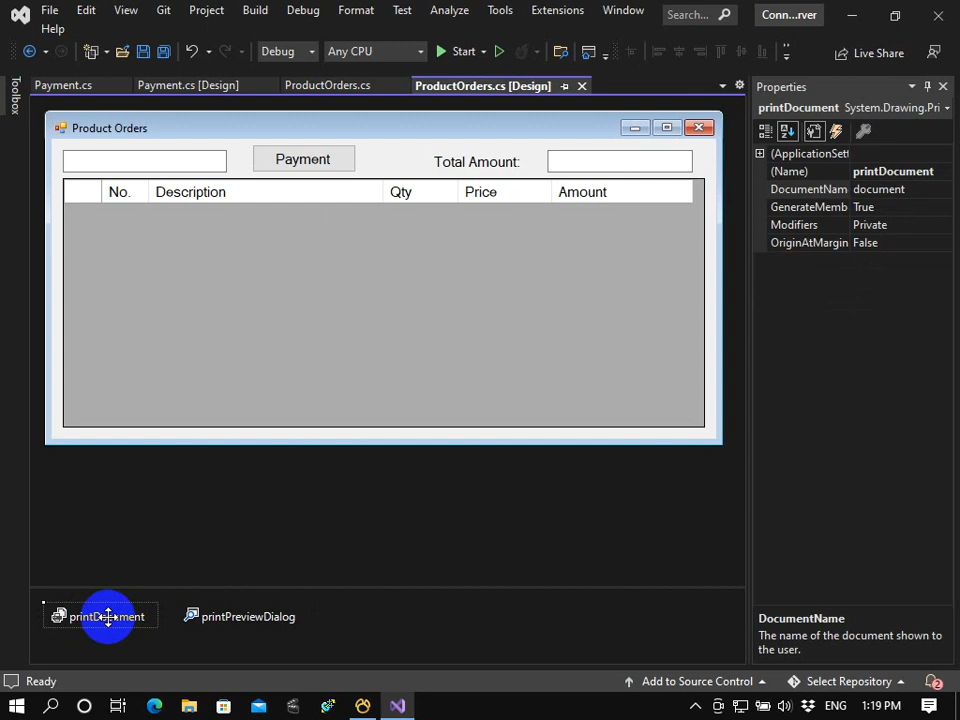 File Edit View Git Project Build Debug Format Test Analyze Tools Extensions Window Search... Conn...rver
Help
Debug Any CPU Start Live Share
Toolbox
Payment.cs Payment.cs [Design] ProductOrders.cs ProductOrders.cs [Design]
Properties
printDocument System.Drawing.Pri
Product Orders
Payment Total Amount:
No. Description Qty Price Amount
(ApplicationSett
(Name) printDocument
DocumentNam document
GenerateMemb True
Modifiers Private
OriginAtMargin False
printDocument printPreviewDialog
DocumentName
The name of the document shown to
the user.
Ready Add to Source Control Select Repository 2
ENG 1:19 PM